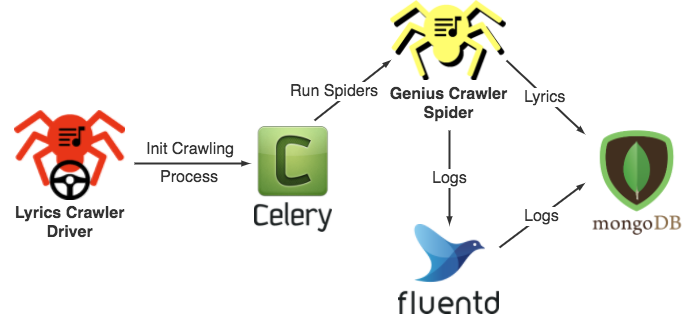 Lyrics Crawler
Driver
Init Crawling
Process
C
Celery
Run Spiders
Genius Crawler
Spider
Lyrics
Logs
fluentd
Logs
mongoDB